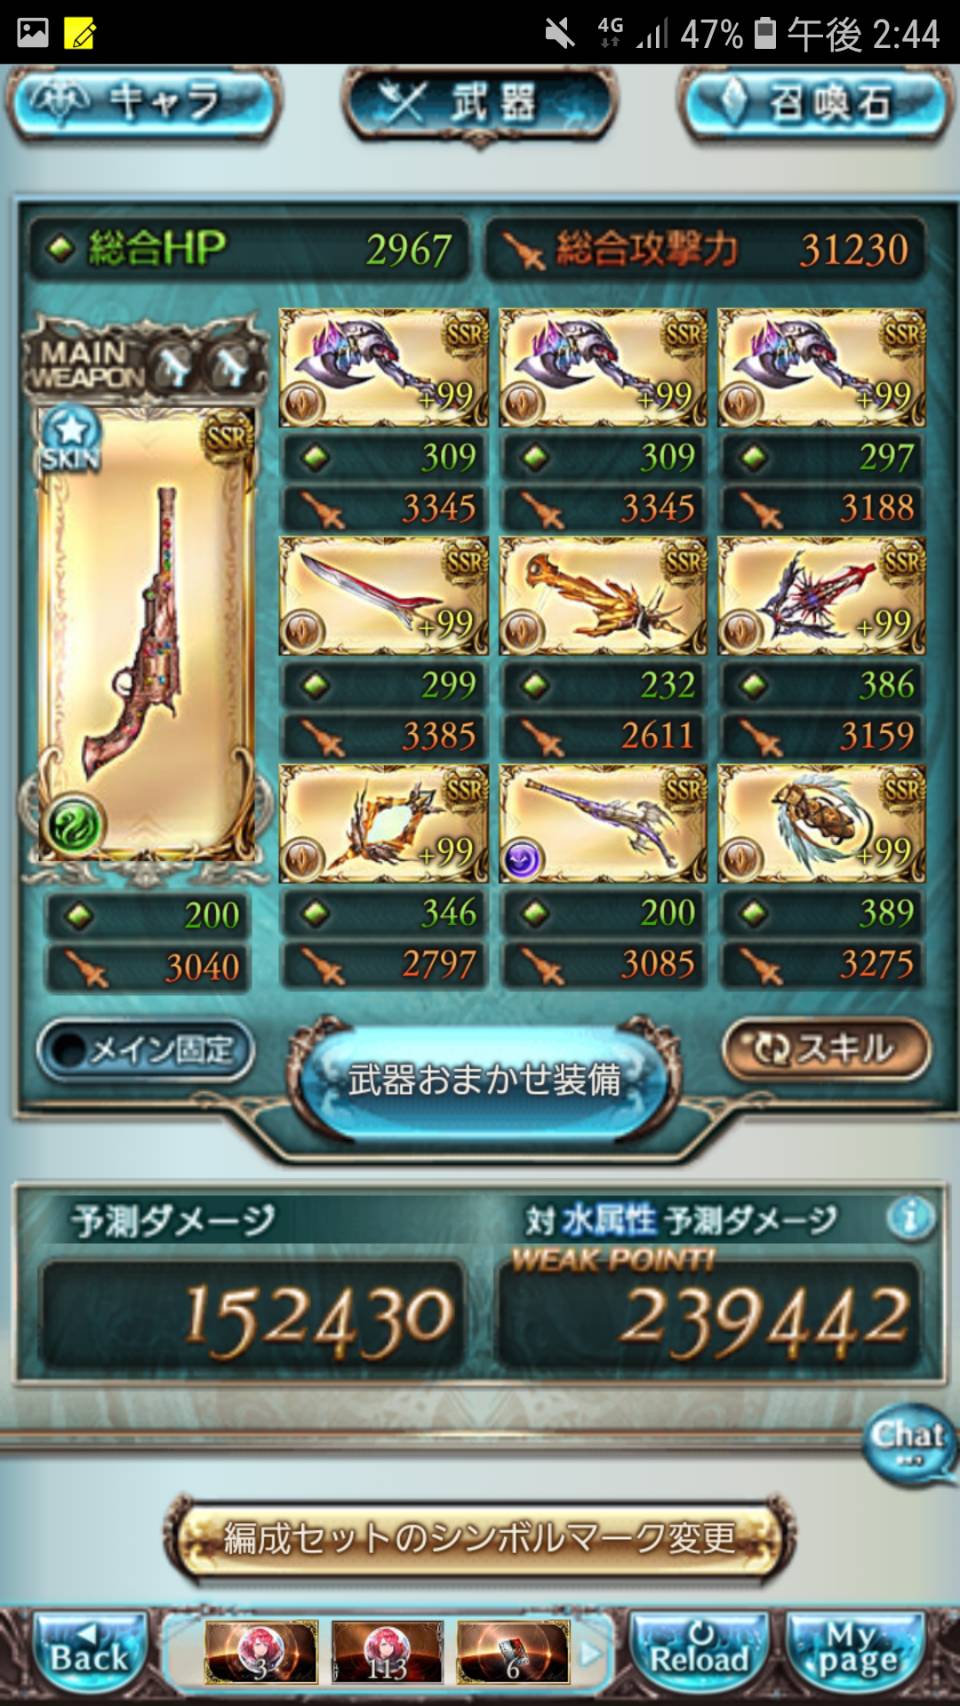 4G 47% 午後 2:44
キャラ 武器 召喚石
総合HP 2967 総合攻撃力 31230
MAIN WEAPON
SKIN SSR
SSR SSR SSR
+99 +99 +99
309 309 297
3345 3345 3188
SSR SSR SSR
+99 +99
299 232 386
3385 2611 3159
SSR SSR SSR
+99 +99
200 346 200 389
3040 2797 3085 3275
メイン固定 武器おまかせ装備 スキル
予測ダメージ 対 水属性 予測ダメージ
WEAK POINT!
152430 239442
Chat
編成セットのシンボルマーク変更
Back 3 113 6 Reload My page